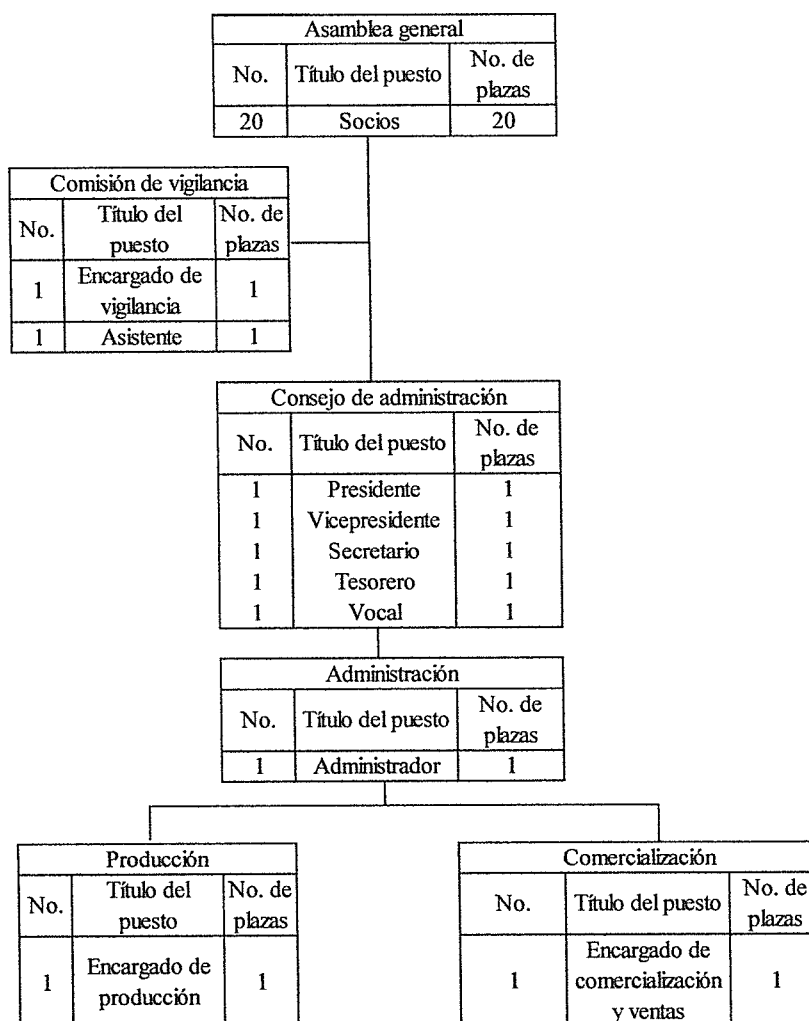 Asamblea general
No. Título del puesto No. de
plazas
20 Socios 20
Comisión de vigilancia
No. Título del
puesto No. de
plazas
1 Encargado de
vigilancia 1
1 Asistente 1
Consejo de administración
No. Título del puesto No. de
plazas
1 Presidente 1
1 Vicepresidente 1
1 Secretario 1
1 Tesorero 1
1 Vocal 1
Administración
No. Título del puesto No. de
plazas
1 Administrador 1
Producción
No. Título del
puesto No. de
plazas
1 Encargado de
producción 1
Comercialización
No. Título del puesto No. de
plazas
1 Encargado de
comercialización
y ventas 1